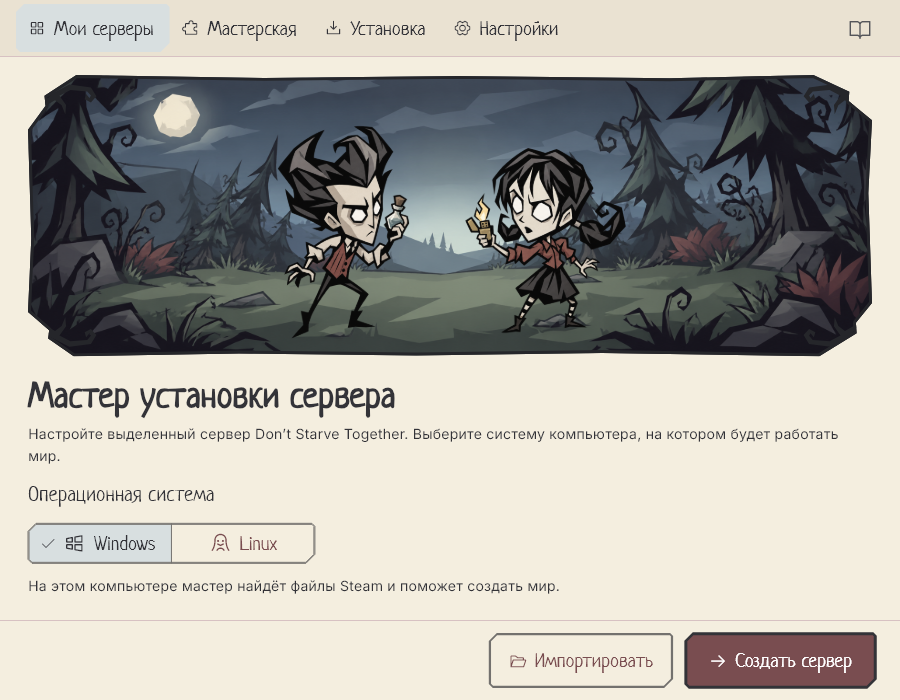 Мои серверы
Мастерская
Установка
Настройки
Мастер установки сервера
Настройте выделенный сервер Don’t Starve Together. Выберите систему компьютера, на котором будет работать
мир.
Операционная система
Windows
Linux
На этом компьютере мастер найдёт файлы Steam и поможет создать мир.
Импортировать
Создать сервер